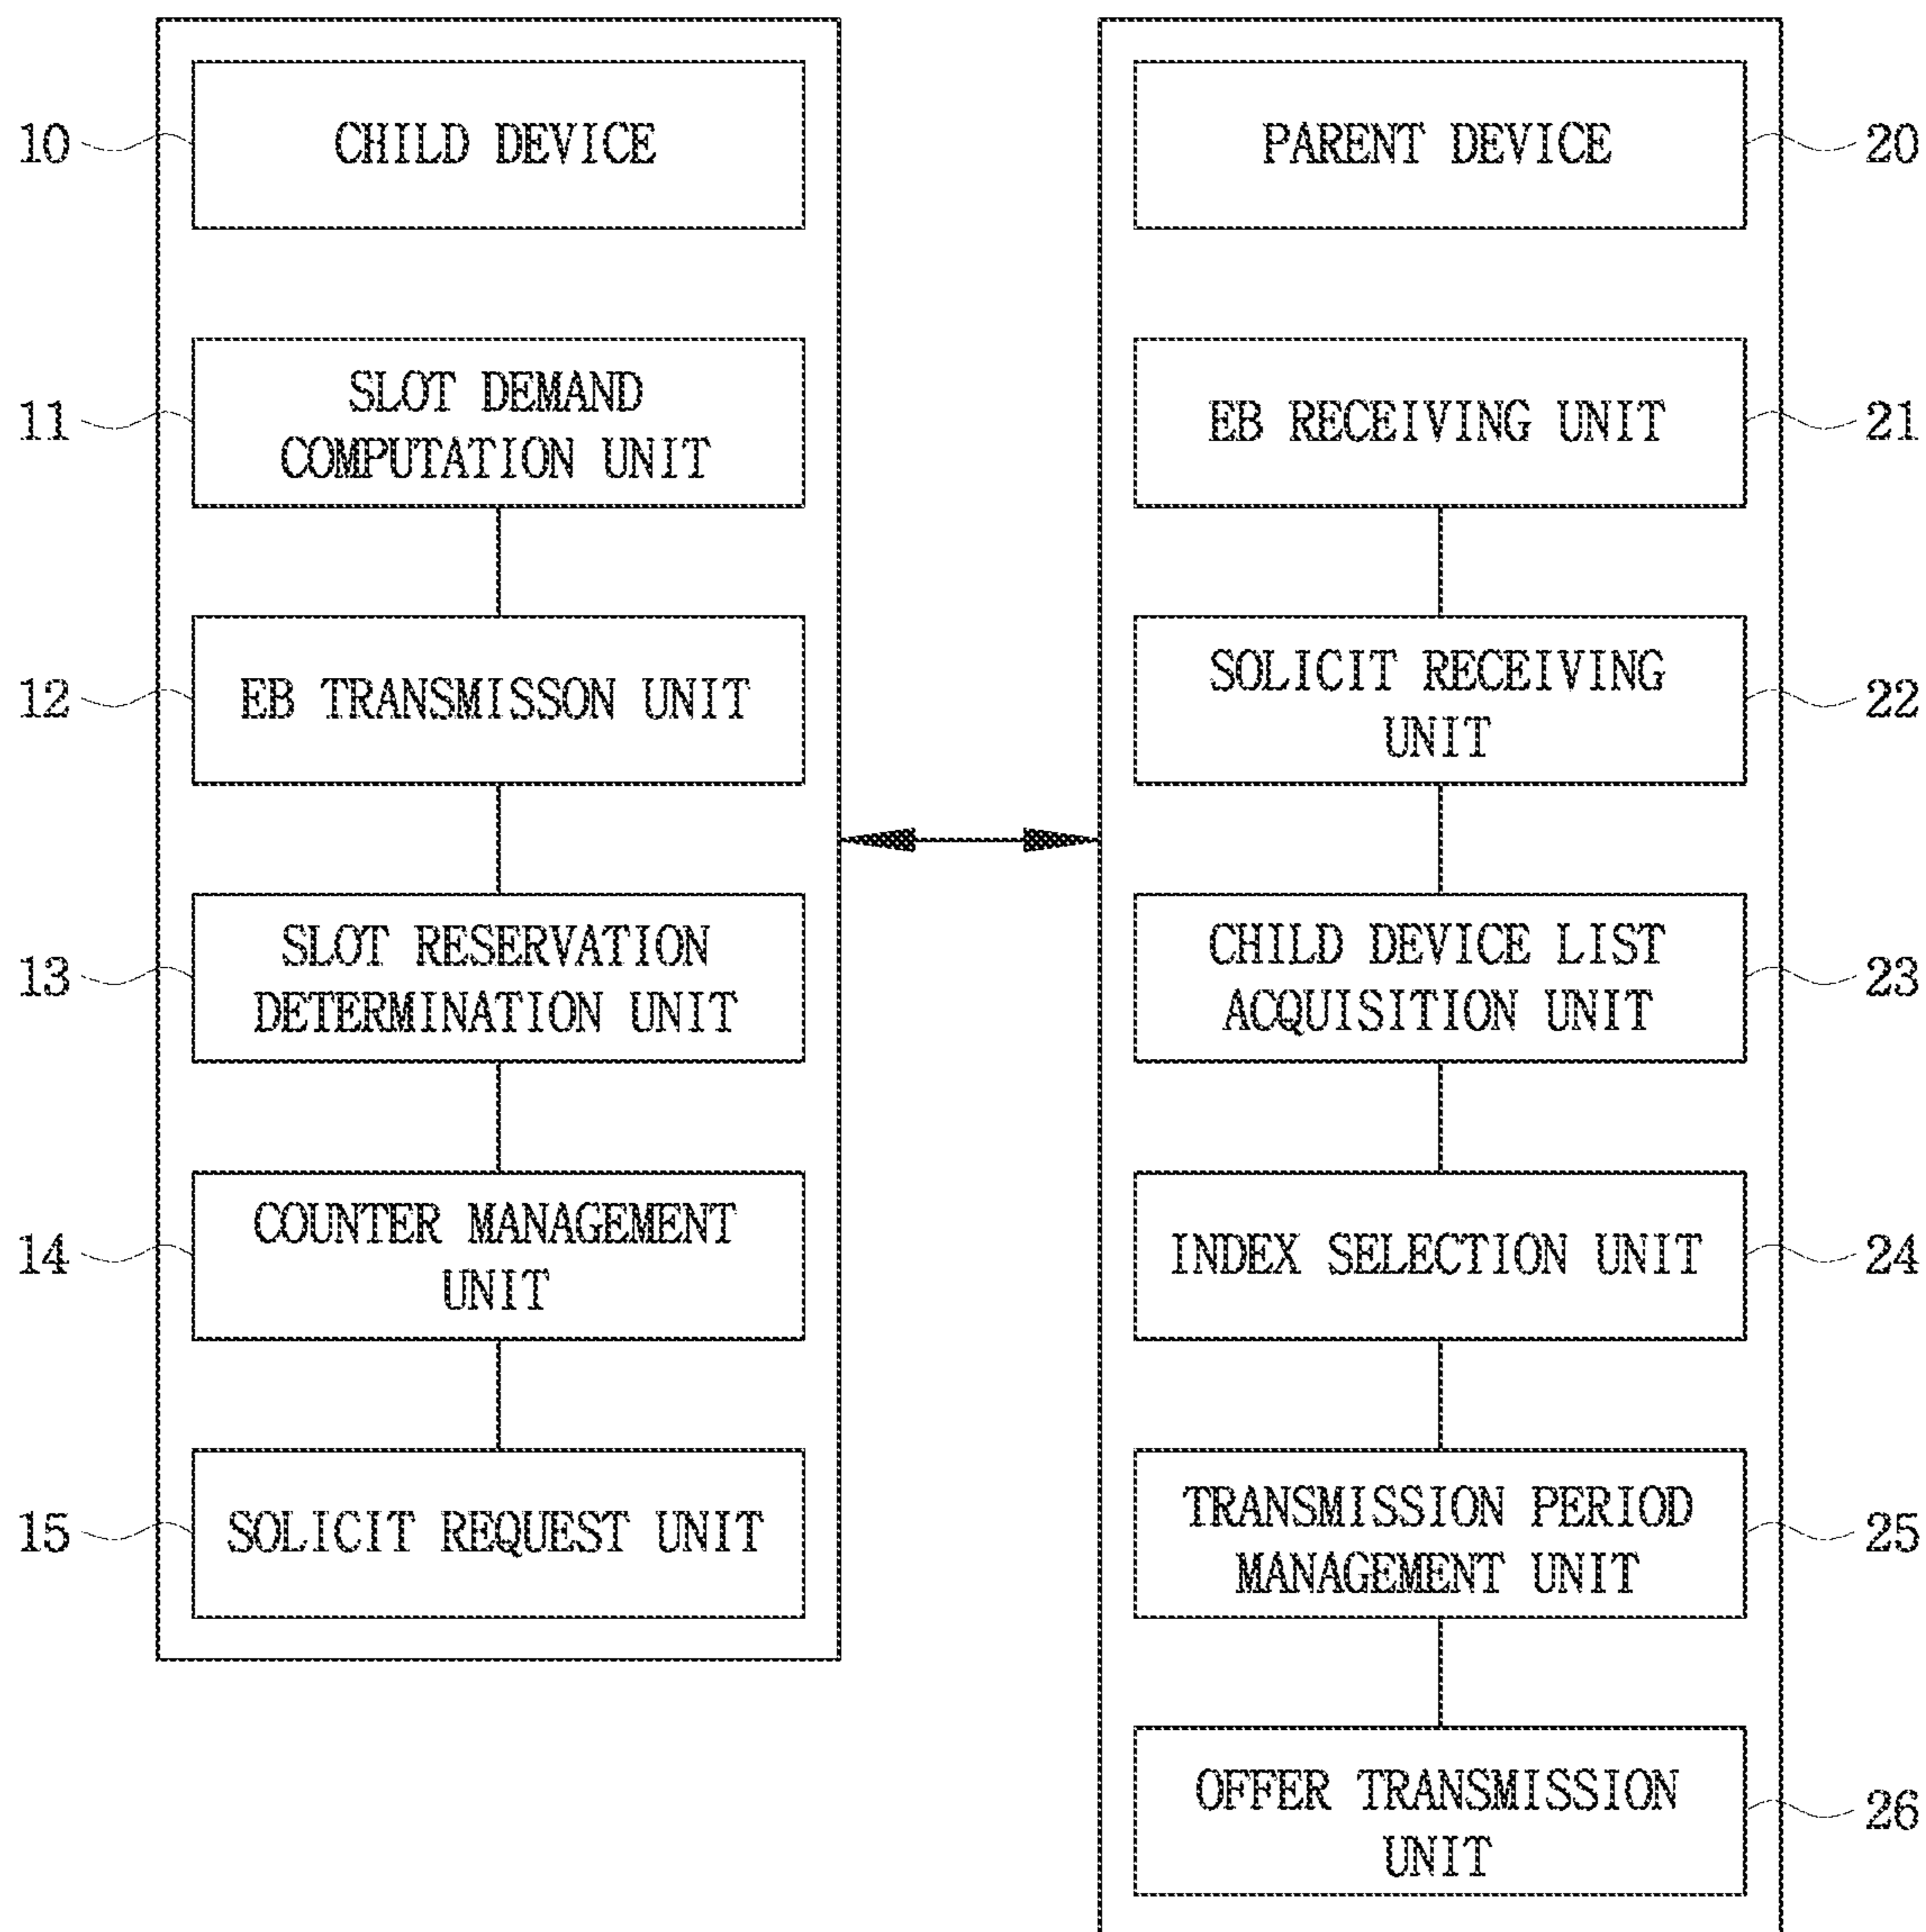 10
CHILD DEVICE
11
SLOT DEMAND
COMPUTATION UNIT
12
EB TRANSMISSON UNIT
13
SLOT RESERVATION
DETERMINATION UNIT
14
COUNTER MANAGEMENT
UNIT
15
SOLICIT REQUEST UNIT
PARENT DEVICE
20
EB RECEIVING UNIT
21
SOLICIT RECEIVING
UNIT
22
CHILD DEVICE LIST
ACQUISITION UNIT
23
INDEX SELECTION UNIT
24
TRANSMISSION PERIOD
MANAGEMENT UNIT
25
OFFER TRANSMISSION
UNIT
26